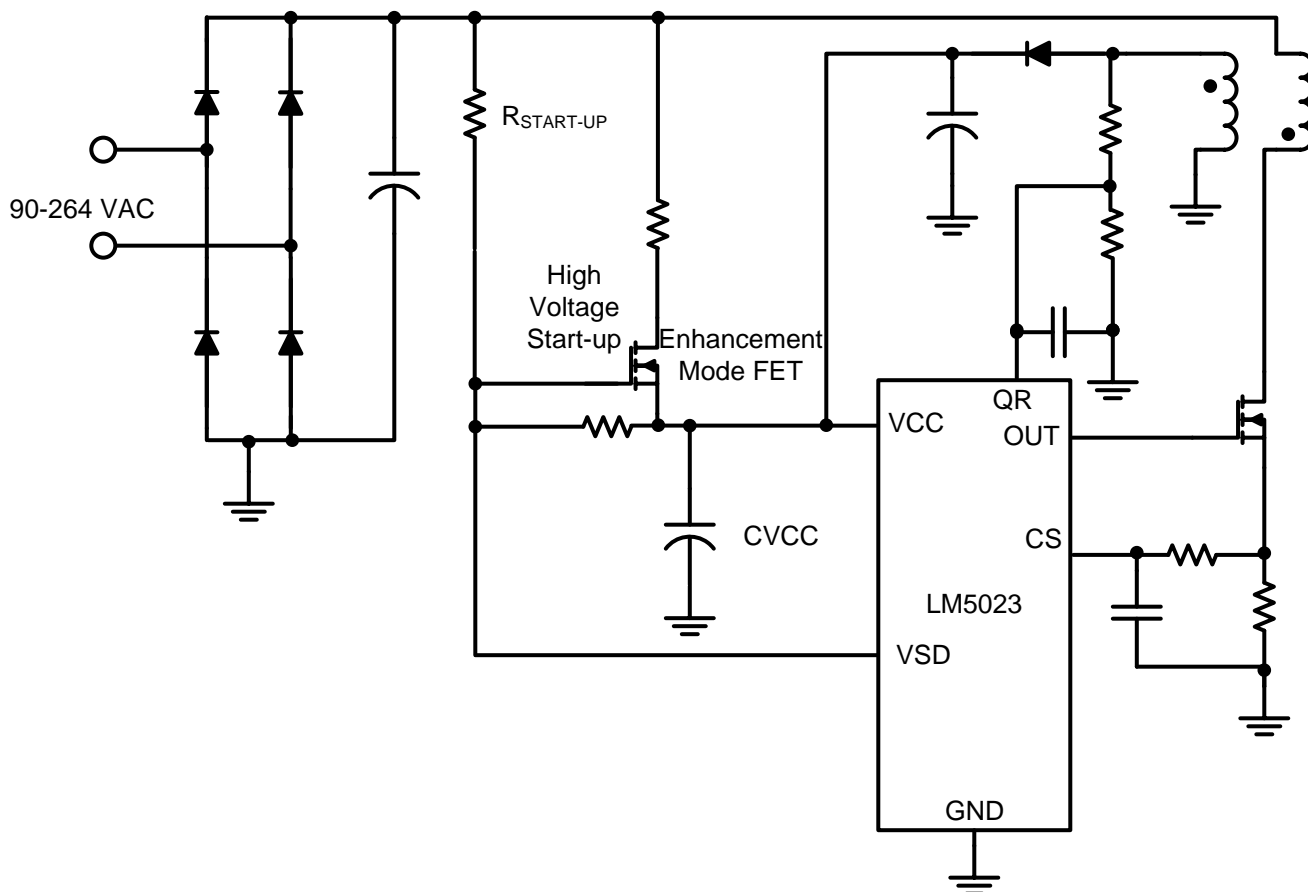 R_START-UP
90-264 VAC
High
Voltage
Start-up
Enhancement
Mode FET
QR
VCC
OUT
CVCC
CS
LM5023
VSD
GND